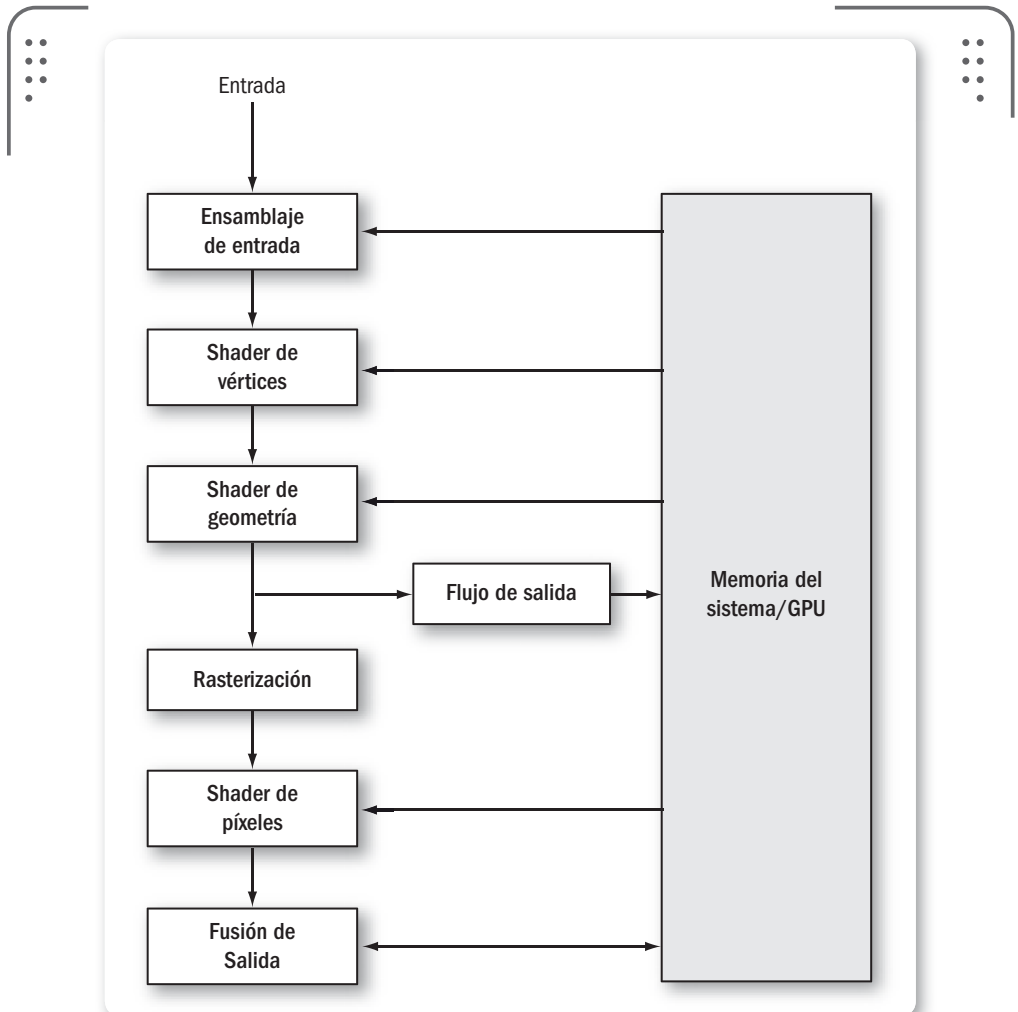 Entrada
Ensamblaje
de entrada
Shader de
vértices
Shader de
geometría
Flujo de salida
Memoria del
sistema/GPU
Rasterización
Shader de
píxeles
Fusión de
Salida